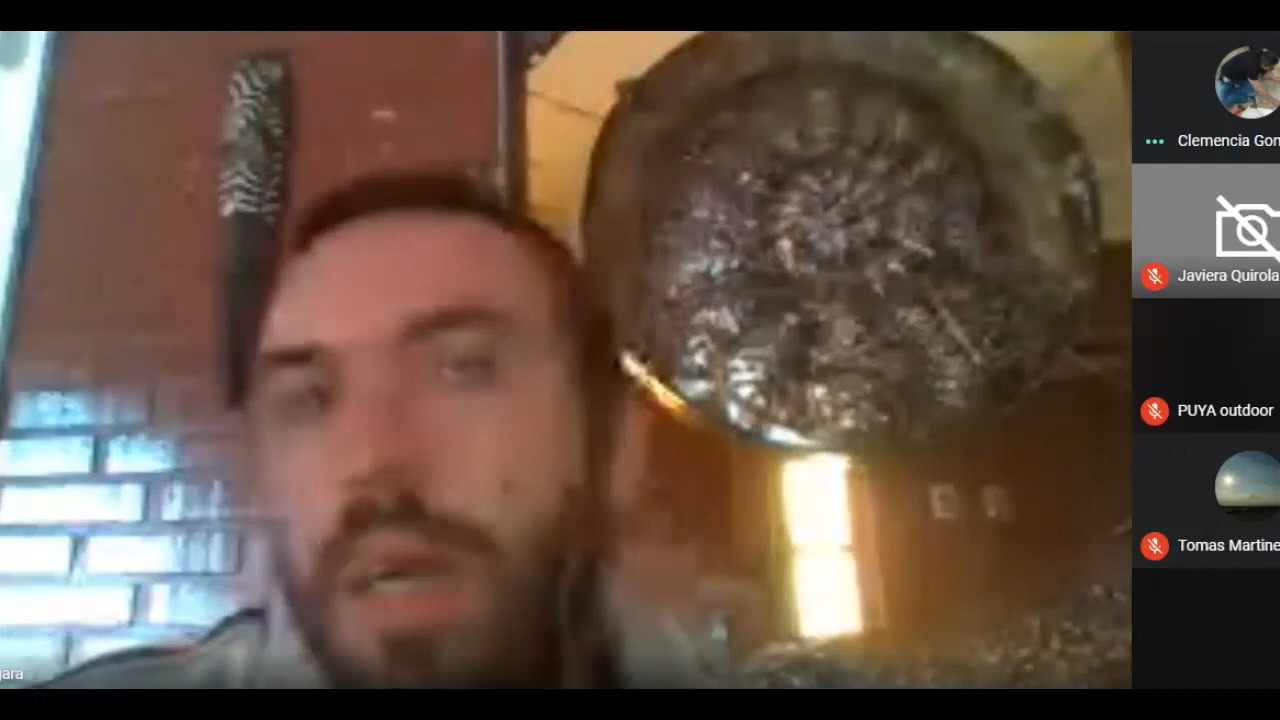 Clemencia Gon
Javiera Quirola
PUYA outdoor
Tomas Martine
gara